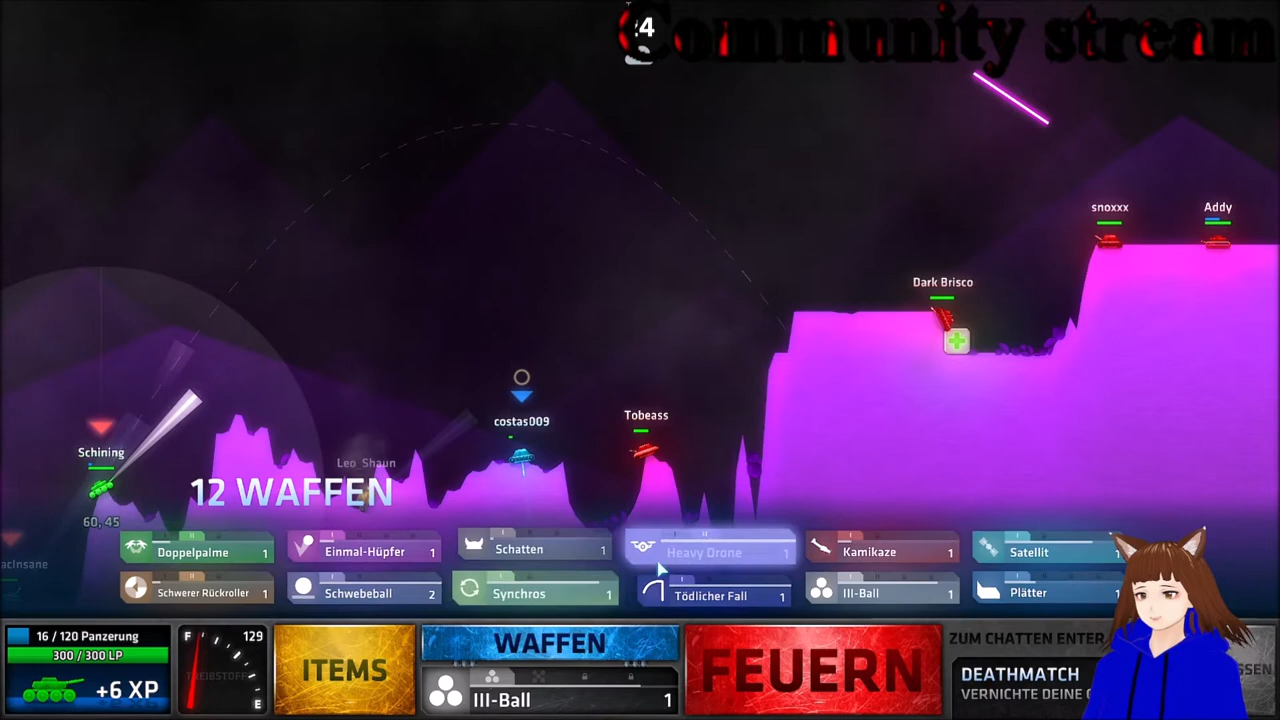 Community stream
:4
snoxxx
Addy
Dark Brisco
Tobeass
costas009
Schining
Leo_Shaun
12 WAFFEN
60, 45
acInsane
Doppelpalme 1
Einmal-Hüpfer 1
Schatten 1
Heavy Drone 1
Kamikaze 1
Satellit 1
Schwerer Rückroller 1
Schwebeball 2
Synchros 1
Tödlicher Fall 1
III-Ball 1
Plätter 1
16 / 120 Panzerung
300 / 300 LP
+6 XP
F 129
TREIBSTOFF
E
ITEMS
WAFFEN
III-Ball 1
FEUERN
ZUM CHATTEN ENTER
DEATHMATCH
VERNICHTE DEINE
SSEN